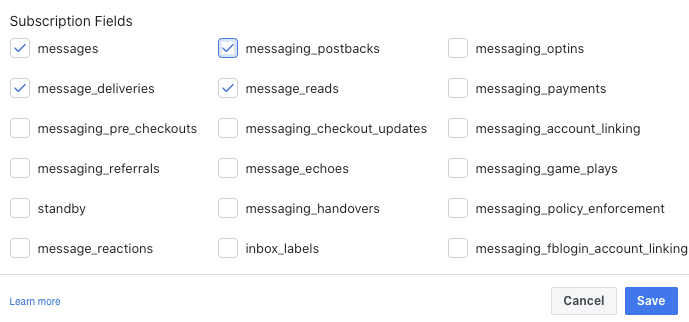 Subscription Fields
messages messaging_postbacks messaging_optins
message_deliveries message_reads messaging_payments
messaging_pre_checkouts messaging_checkout_updates messaging_account_linking
messaging_referrals message_echoes messaging_game_plays
standby messaging_handovers messaging_policy_enforcement
message_reactions inbox_labels messaging_fblogin_account_linking
Learn more Cancel Save